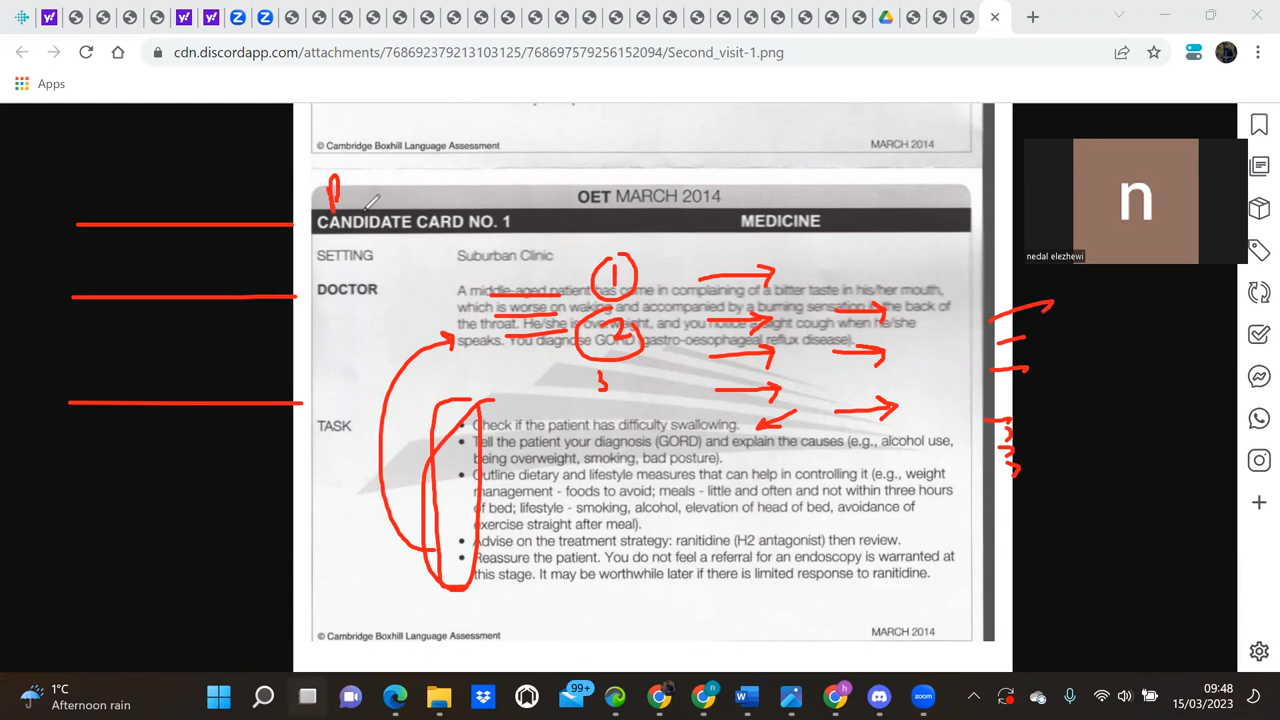 cdn.discordapp.com/attachments/768692379213103125/768697579256152094/Second_visit-1.png
Apps
© Cambridge Boxhill Language Assessment
MARCH 2014
P
OET MARCH 2014
CANDIDATE CARD NO. 1
MEDICINE
SETTING
Suburban Clinic
1
DOCTOR
A middle-aged patient has come in complaining of a bitter taste in his/her mouth,
which is worse on waking and accompanied by a burning sensation to the back of
the throat. He/she is overweight, and you notice a slight cough when he/she
2
speaks. You diagnose GORD (gastro-oesophageal reflux disease).
3
TASK
• Check if the patient has difficulty swallowing.
• Tell the patient your diagnosis (GORD) and explain the causes (e.g., alcohol use,
being overweight, smoking, bad posture).
• Outline dietary and lifestyle measures that can help in controlling it (e.g., weight
management - foods to avoid; meals - little and often and not within three hours
of bed; lifestyle - smoking, alcohol, elevation of head of bed, avoidance of
exercise straight after meal).
• Advise on the treatment strategy: ranitidine (H2 antagonist) then review.
• Reassure the patient. You do not feel a referral for an endoscopy is warranted at
this stage. It may be worthwhile later if there is limited response to ranitidine.
© Cambridge Boxhill Language Assessment
MARCH 2014
n
nedal elezhewi
1°C
Afternoon rain
99+
zoom
09:48
15/03/2023